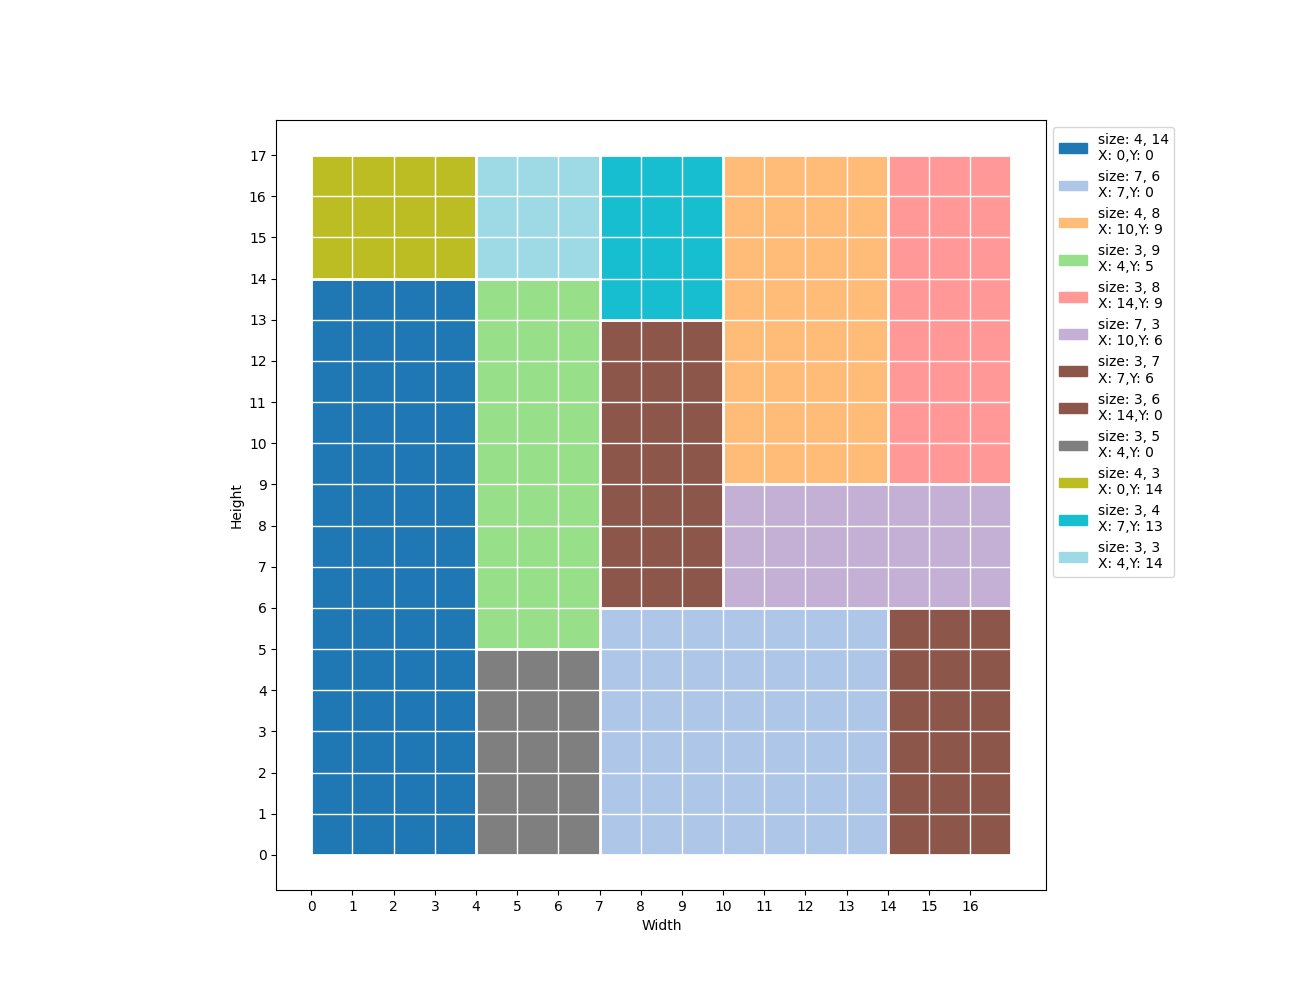 17
16
15
14
13
12
11
10
9
8
7
6
5
4
3
2
1
0
Height
0 1 2 3 4 5 6 7 8 9 10 11 12 13 14 15 16
Width
size: 4, 14
X: 0,Y: 0
size: 7, 6
X: 7,Y: 0
size: 4, 8
X: 10,Y: 9
size: 3, 9
X: 4,Y: 5
size: 3, 8
X: 14,Y: 9
size: 7, 3
X: 10,Y: 6
size: 3, 7
X: 7,Y: 6
size: 3, 6
X: 14,Y: 0
size: 3, 5
X: 4,Y: 0
size: 4, 3
X: 0,Y: 14
size: 3, 4
X: 7,Y: 13
size: 3, 3
X: 4,Y: 14